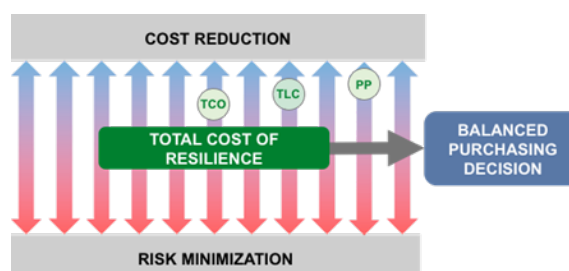 COST REDUCTION
PP
TLC
TCO
TOTAL COST OF
RESILIENCE
BALANCED
PURCHASING
DECISION
RISK MINIMIZATION